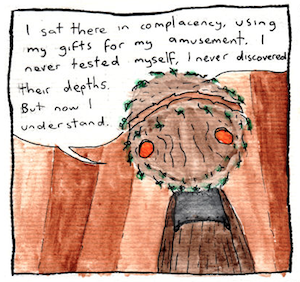 I sat there in complacency, using
my gifts for my amusement. I
never tested myself, I never discovered
their depths.
But now I
understand.